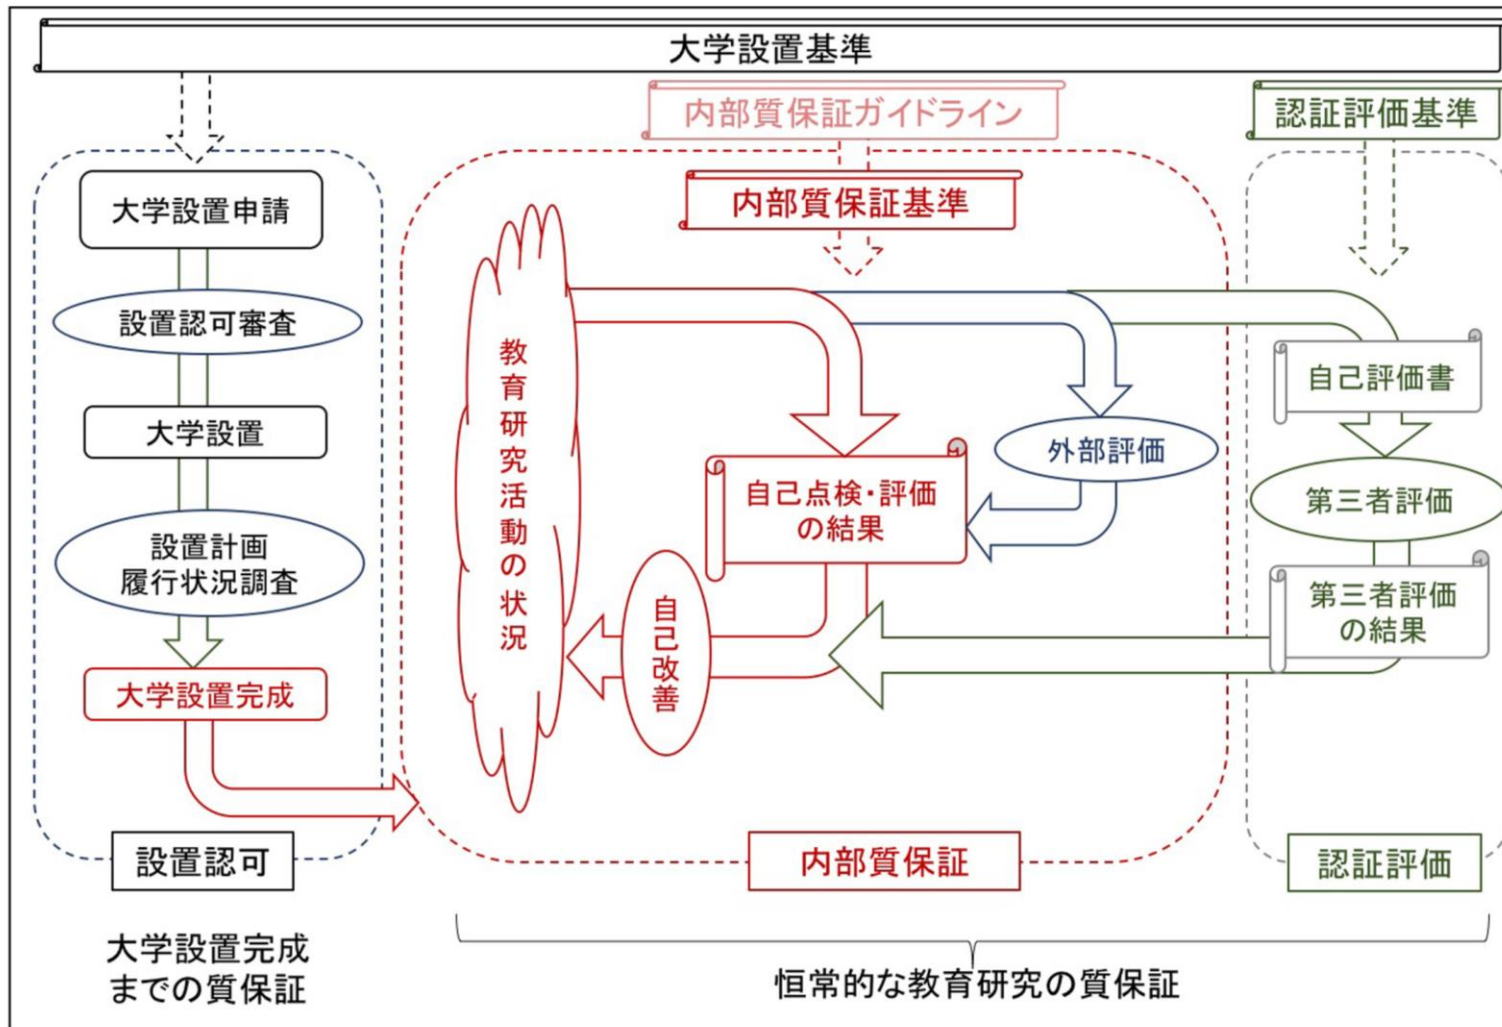 大学設置基準
大学設置申請
設置認可審査
大学設置
設置計画
履行状況調査
大学設置完成
設置認可
大学設置完成
までの質保証
内部質保証ガイドライン
内部質保証基準
教育研究活動の状況
自己点検・評価
の結果
外部評価
自己改善
内部質保証
認証評価基準
自己評価書
第三者評価
第三者評価
の結果
認証評価
恒常的な教育研究の質保証